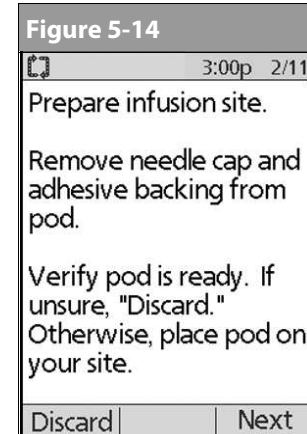 Figure 5-14
3:00p 2/11
Prepare infusion site.
Remove needle cap and
adhesive backing from
pod.
Verify pod is ready. If
unsure, "Discard."
Otherwise, place pod on
your site.
Discard Next